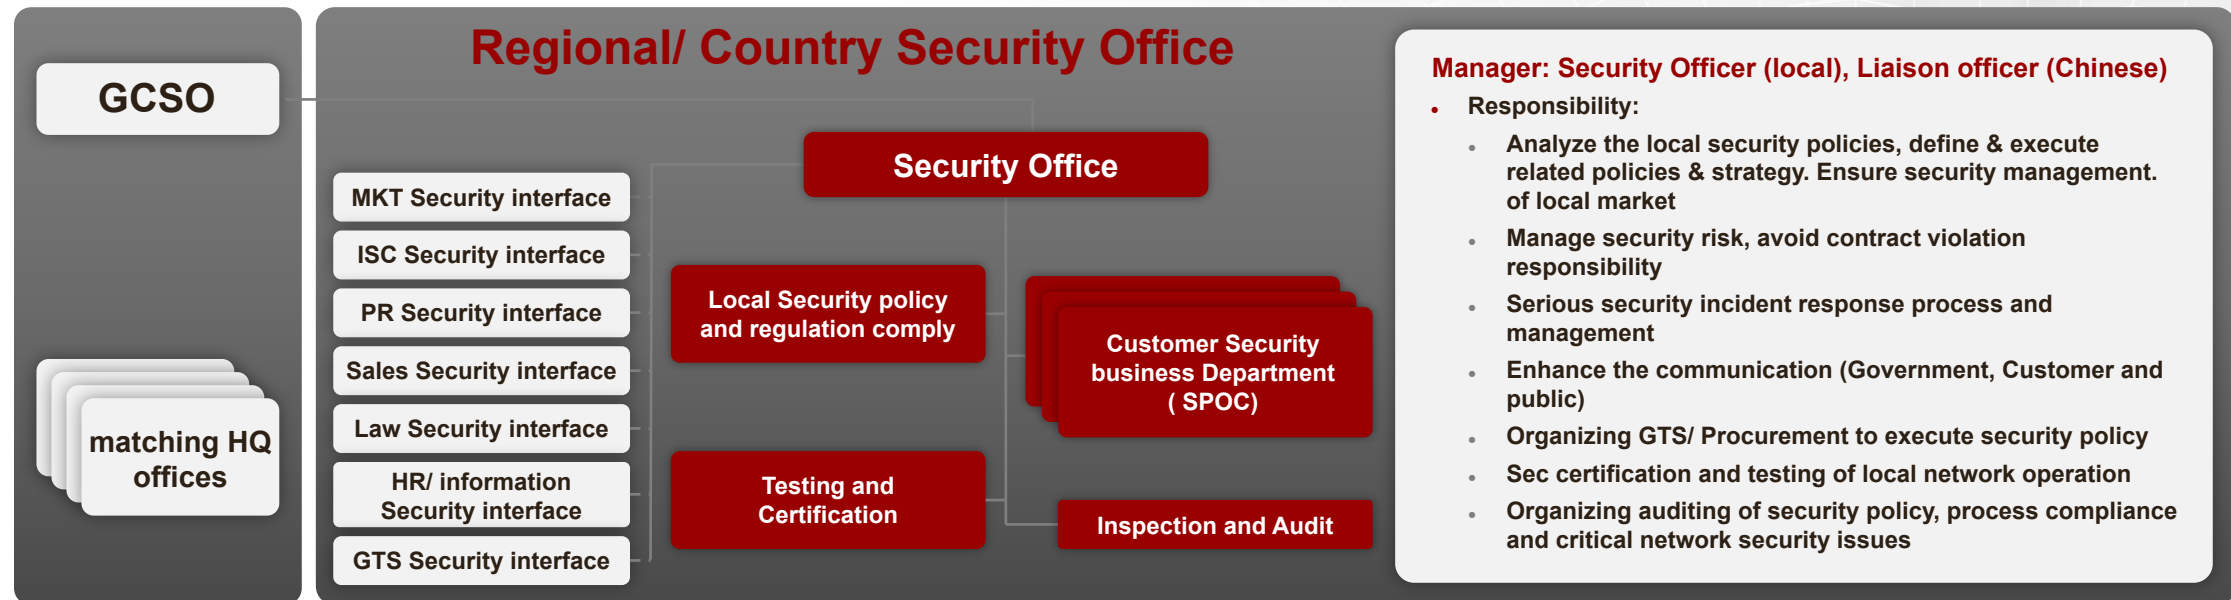 GCSO
matching HQ
offices
Regional/ Country Security Office
Security Office
MKT Security interface
ISC Security interface
PR Security interface
Sales Security interface
Law Security interface
HR/ information
Security interface
GTS Security interface
Local Security policy
and regulation comply
Testing and
Certification
Customer Security
business Department
( SPOC)
Inspection and Audit
Manager: Security Officer (local), Liaison officer (Chinese)
• Responsibility:
• Analyze the local security policies, define & execute
related policies & strategy. Ensure security management.
of local market
• Manage security risk, avoid contract violation
responsibility
• Serious security incident response process and
management
• Enhance the communication (Government, Customer and
public)
• Organizing GTS/ Procurement to execute security policy
• Sec certification and testing of local network operation
• Organizing auditing of security policy, process compliance
and critical network security issues